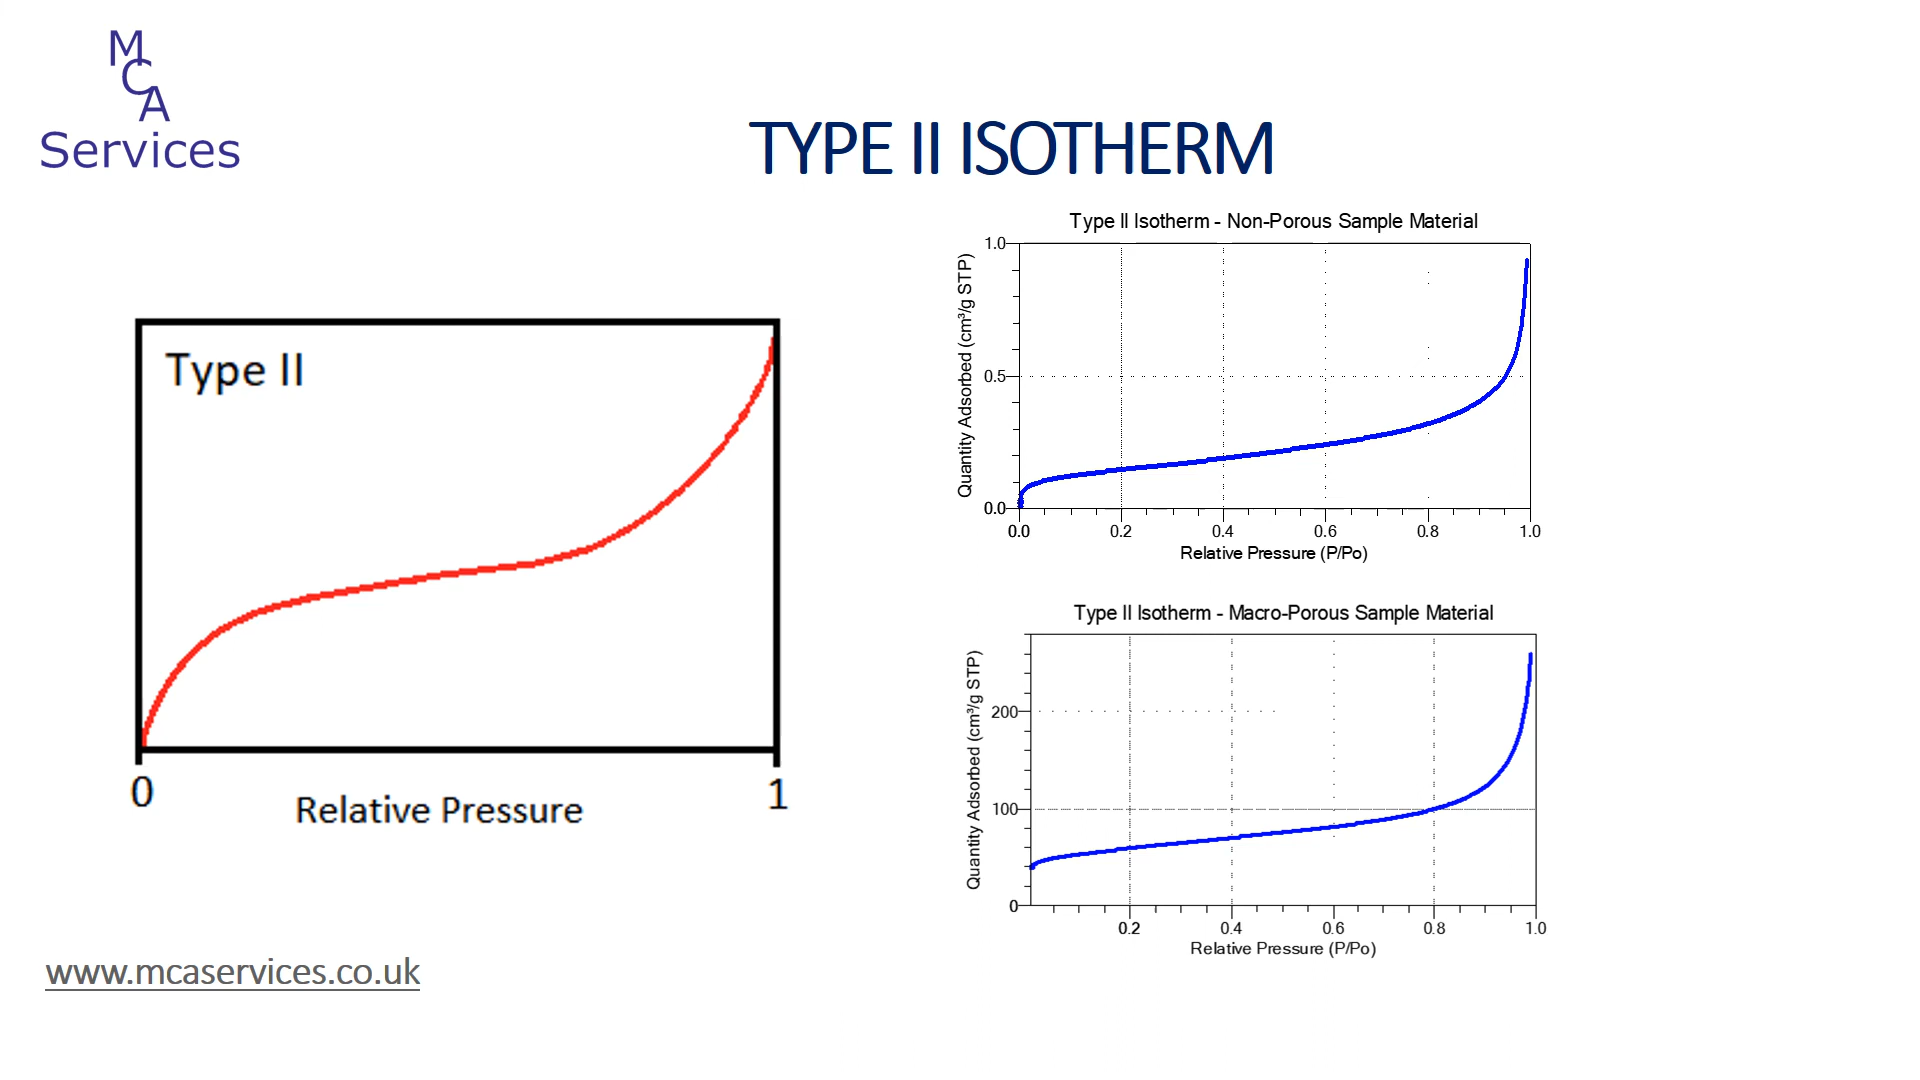 M
C
A
Services
TYPE II ISOTHERM
Type II
0
1
Relative Pressure
Type II Isotherm - Non-Porous Sample Material
Quantity Adsorbed (cm³/g STP)
1.0
0.5
0.0
0.0 0.2 0.4 0.6 0.8 1.0
Relative Pressure (P/Po)
Type II Isotherm - Macro-Porous Sample Material
Quantity Adsorbed (cm³/g STP)
200
100
0
0.2 0.4 0.6 0.8 1.0
Relative Pressure (P/Po)
www.mcaservices.co.uk